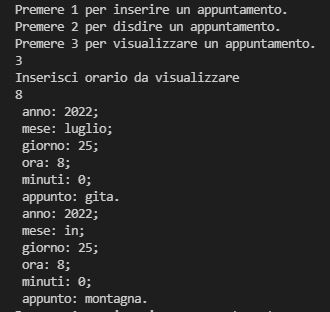 Premere 1 per inserire un appuntamento.
Premere 2 per disdire un appuntamento.
Premere 3 per visualizzare un appuntamento.
3
Inserisci orario da visualizzare
8
anno: 2022;
mese: luglio;
giorno: 25;
ora: 8;
minuti: 0;
appunto: gita.
anno: 2022;
mese: in;
giorno: 25;
ora: 8;
minuti: 0;
appunto: montagna.